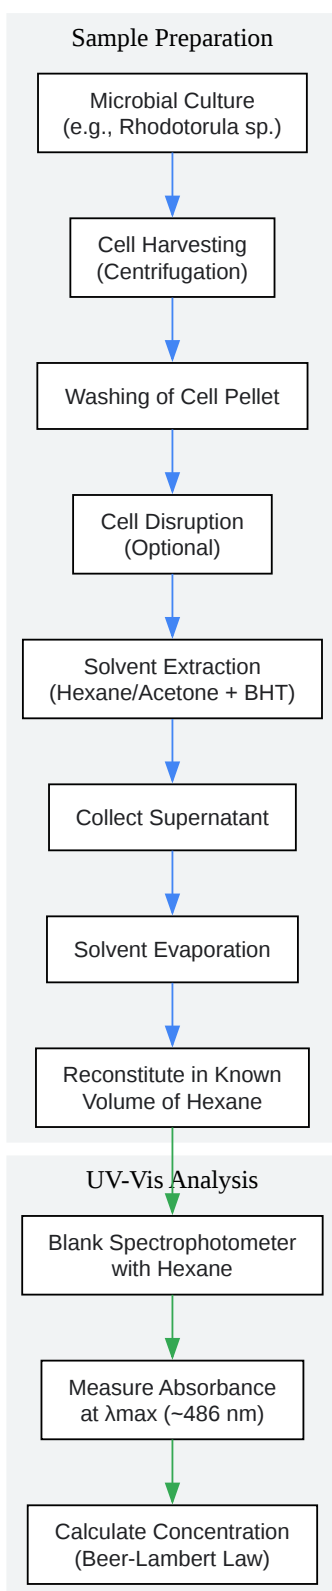 Sample Preparation
Microbial Culture
(e.g., Rhodotorula sp.)
Cell Harvesting
(Centrifugation)
Washing of Cell Pellet
Cell Disruption
(Optional)
Solvent Extraction
(Hexane/Acetone + BHT)
Collect Supernatant
Solvent Evaporation
Reconstitute in Known
Volume of Hexane
UV-Vis Analysis
Blank Spectrophotometer
with Hexane
Measure Absorbance
at λmax (~486 nm)
Calculate Concentration
(Beer-Lambert Law)